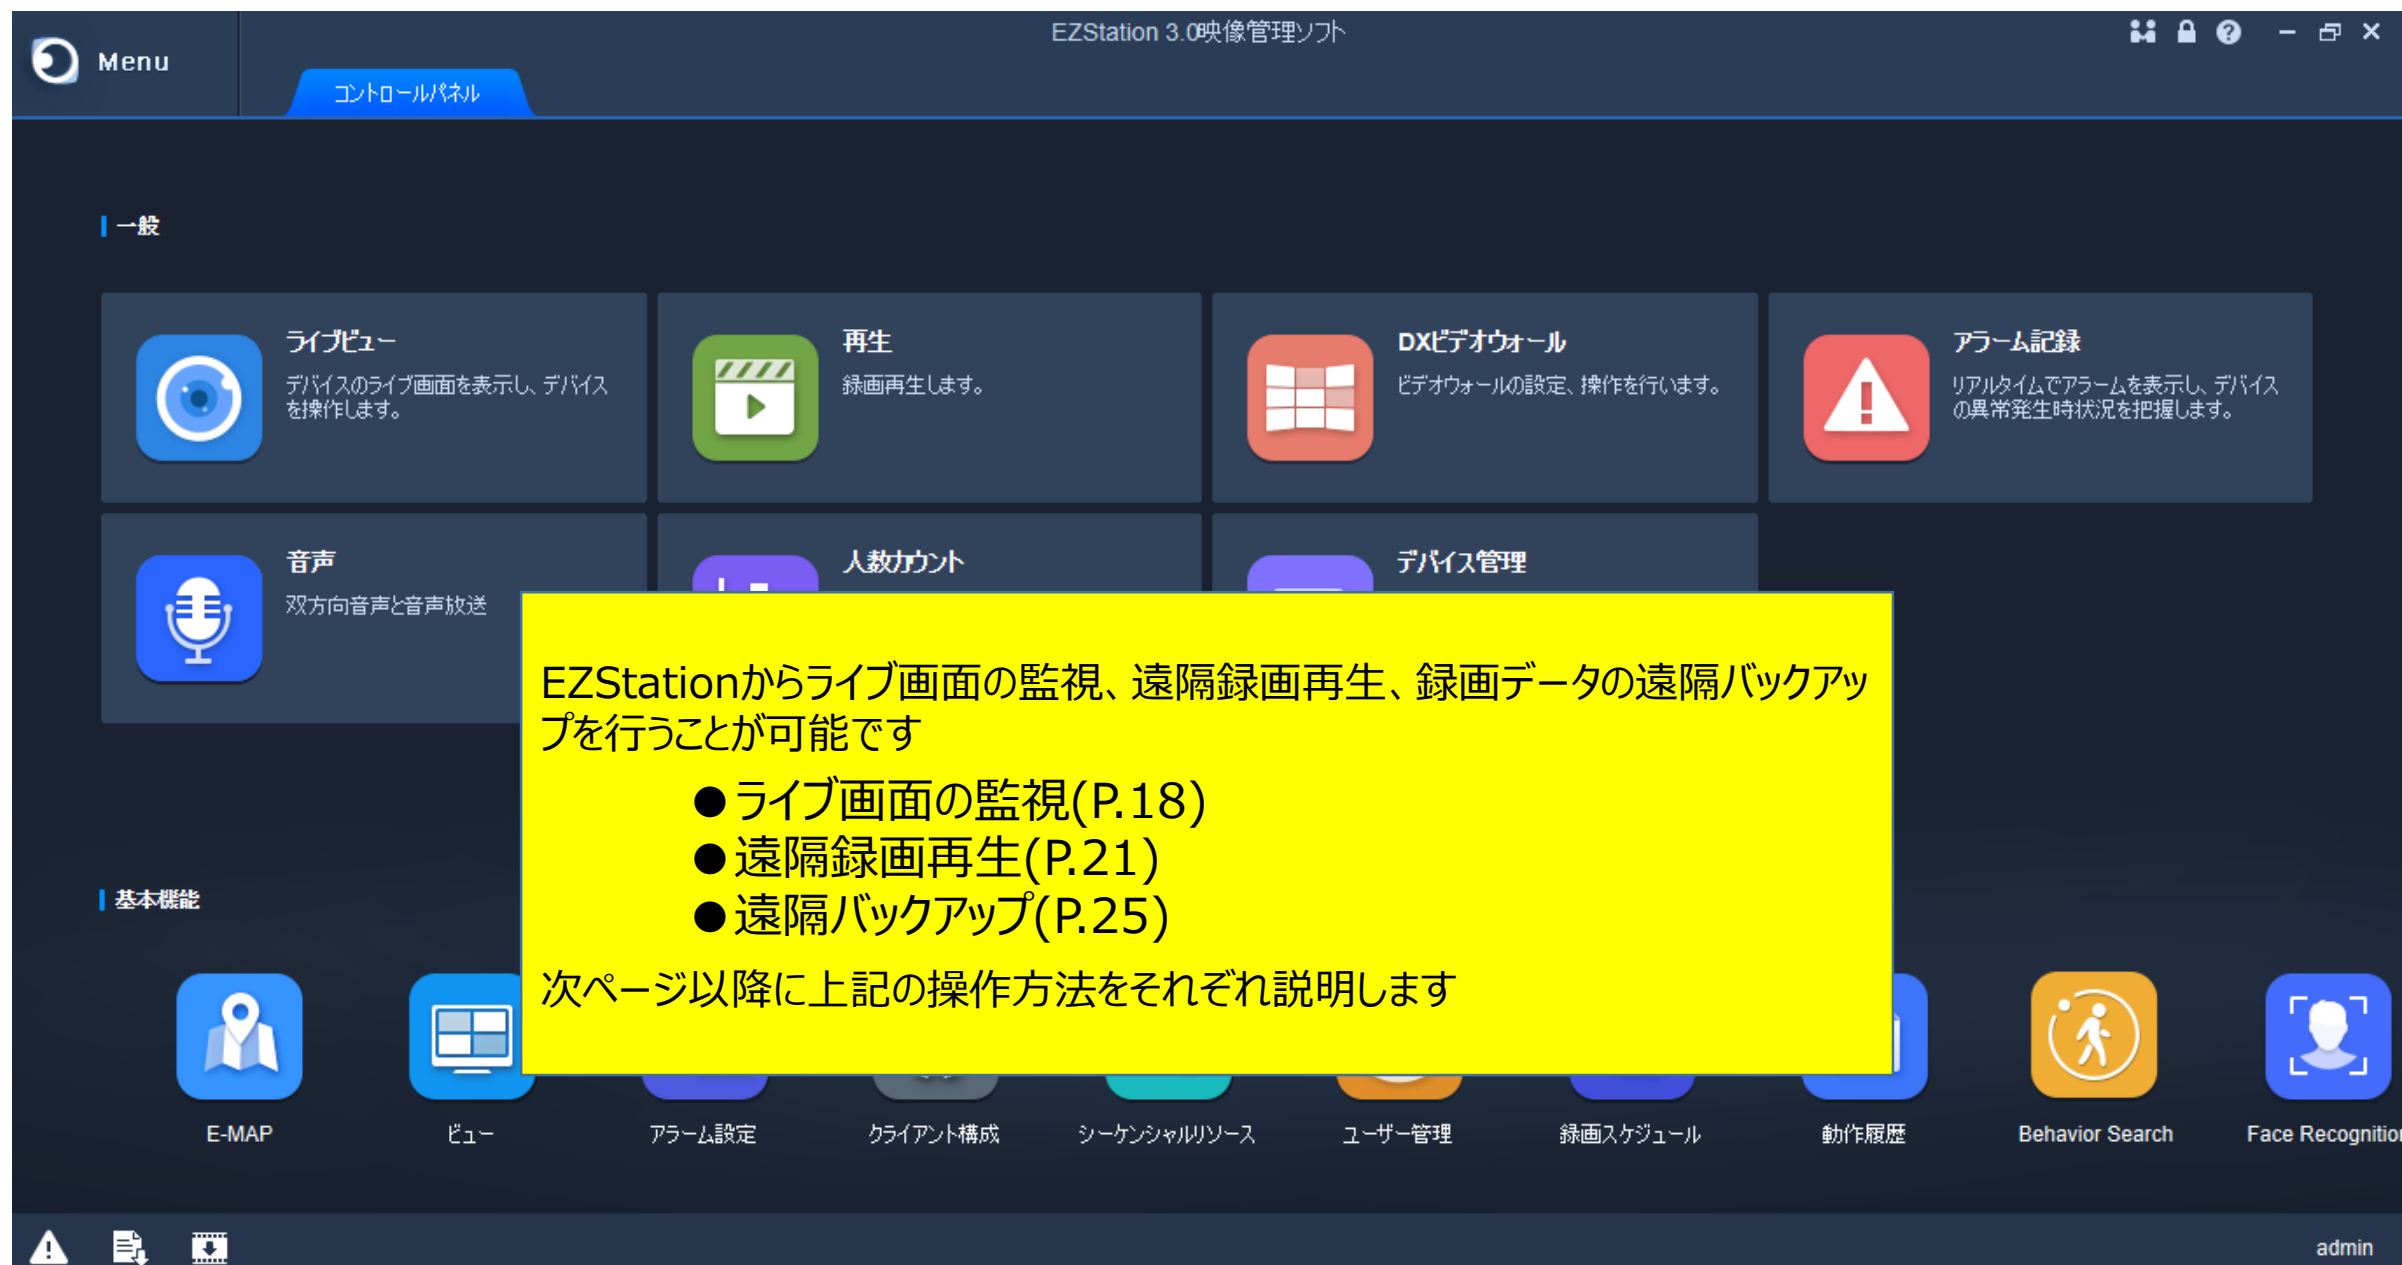 EZStation 3.0映像管理ソフト
Menu
コントロールパネル
一般
ライブビュー
デバイスのライブ画面を表示し、デバイス
を操作します。
再生
録画再生します。
DXビデオウォール
ビデオウォールの設定、操作を行います。
アラーム記録
リアルタイムでアラームを表示し、デバイス
の異常発生時状況を把握します。
音声
双方向音声と音声放送
人数カウント
デバイス管理
EZStationからライブ画面の監視、遠隔録画再生、録画データの遠隔バックアッ
プを行うことが可能です
●ライブ画面の監視(P.18)
●遠隔録画再生(P.21)
●遠隔バックアップ(P.25)
次ページ以降に上記の操作方法をそれぞれ説明します
基本機能
E-MAP
ビュー
アラーム設定
クライアント構成
シーケンシャルリソース
ユーザー管理
録画スケジュール
動作履歴
Behavior Search
Face Recognition
admin